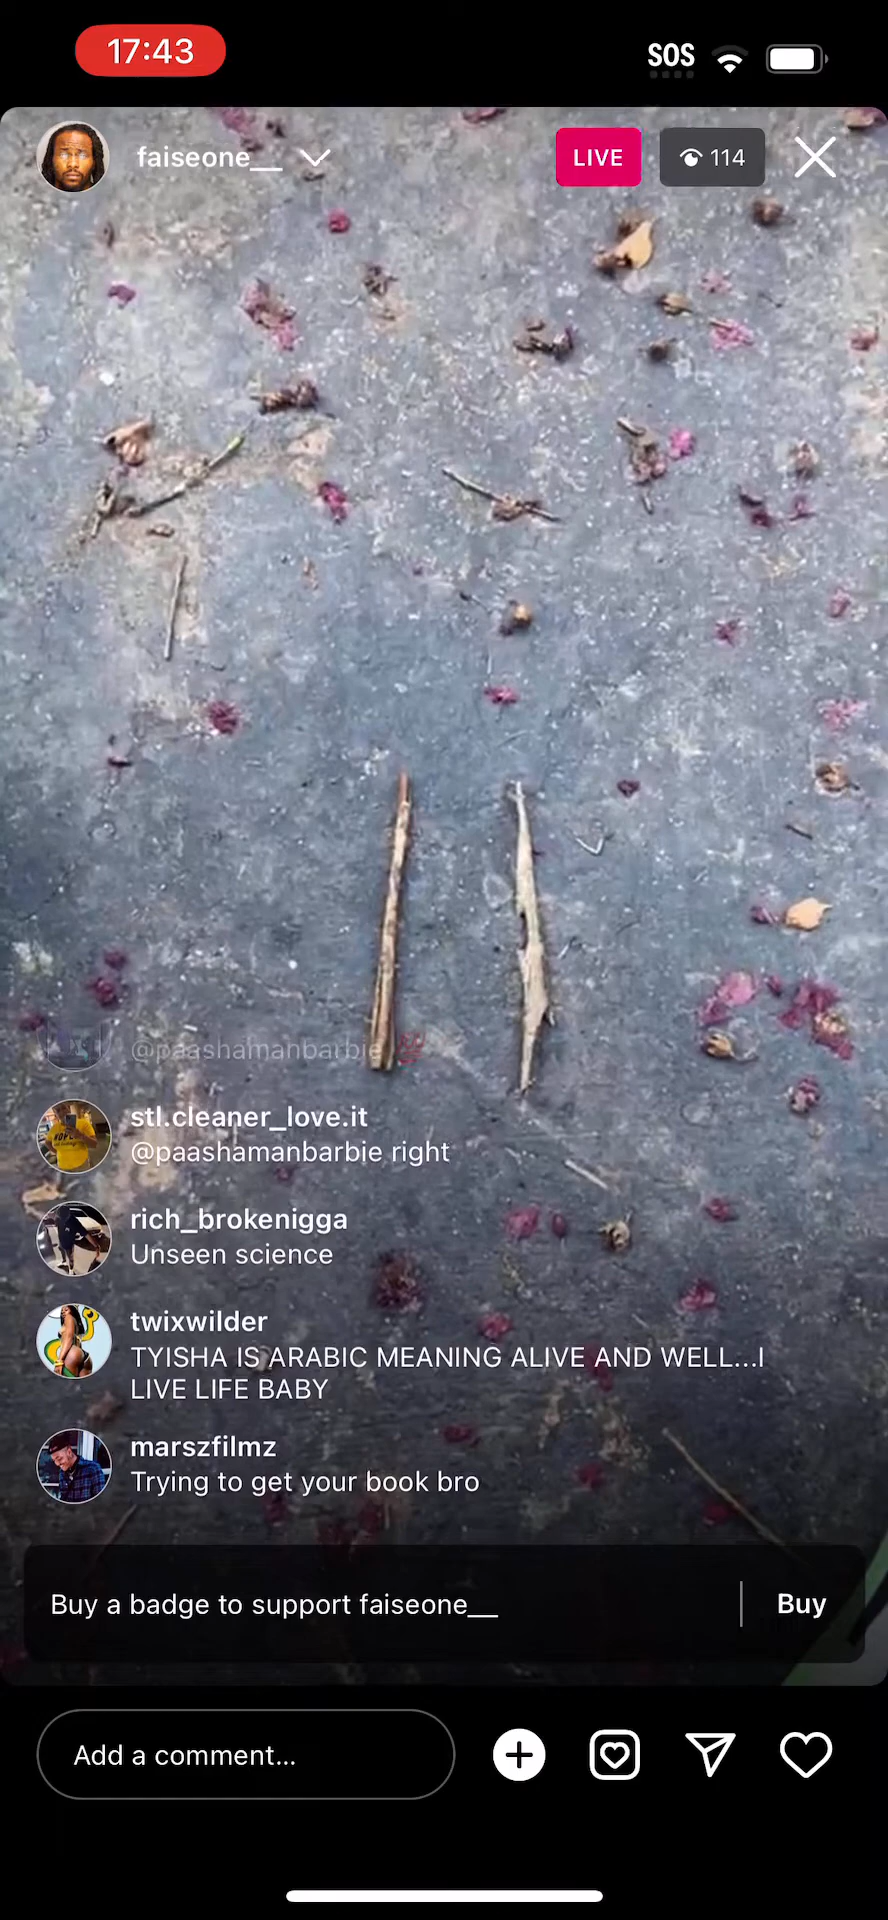 17:43
SOS
faiseone__
LIVE
114
@paashamanbarbie
stl.cleaner_love.it
@paashamanbarbie right
rich_brokenigga
Unseen science
twixwilder
TYISHA IS ARABIC MEANING ALIVE AND WELL...I
LIVE LIFE BABY
marszfilmz
Trying to get your book bro
Buy a badge to support faiseone__
Buy
Add a comment...